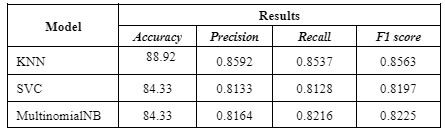 Model
Results
Accuracy Precision Recall F1 score
KNN 88.92 0.8592 0.8537 0.8563
SVC 84.33 0.8133 0.8128 0.8197
MultinomialNB 84.33 0.8164 0.8216 0.8225